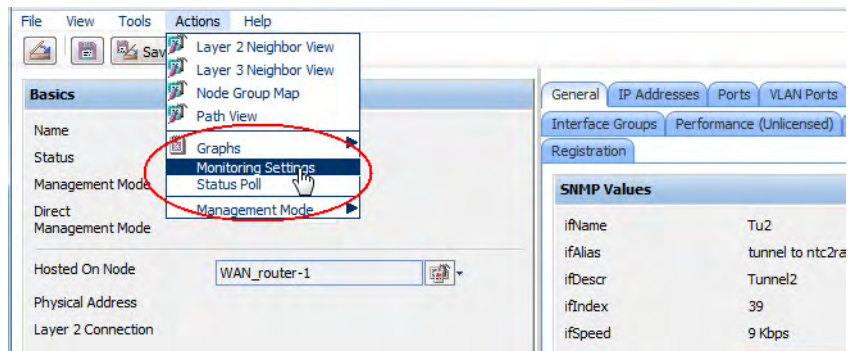 File View Tools Actions Help
Layer 2 Neighbor View
Layer 3 Neighbor View
Node Group Map
Path View
Graphs
Monitoring Settings
Status Poll
Management Mode
Basics
Name
Status
Management Mode
Direct
Management Mode
Hosted On Node WAN_router-1
Physical Address
Layer 2 Connection
General IP Addresses Ports VLAN Ports
Interface Groups Performance (Unlicensed)
Registration
SNMP Values
ifName Tu2
ifAlias tunnel to ntc2ra
ifDescr Tunnel2
ifIndex 39
ifSpeed 9 Kbps